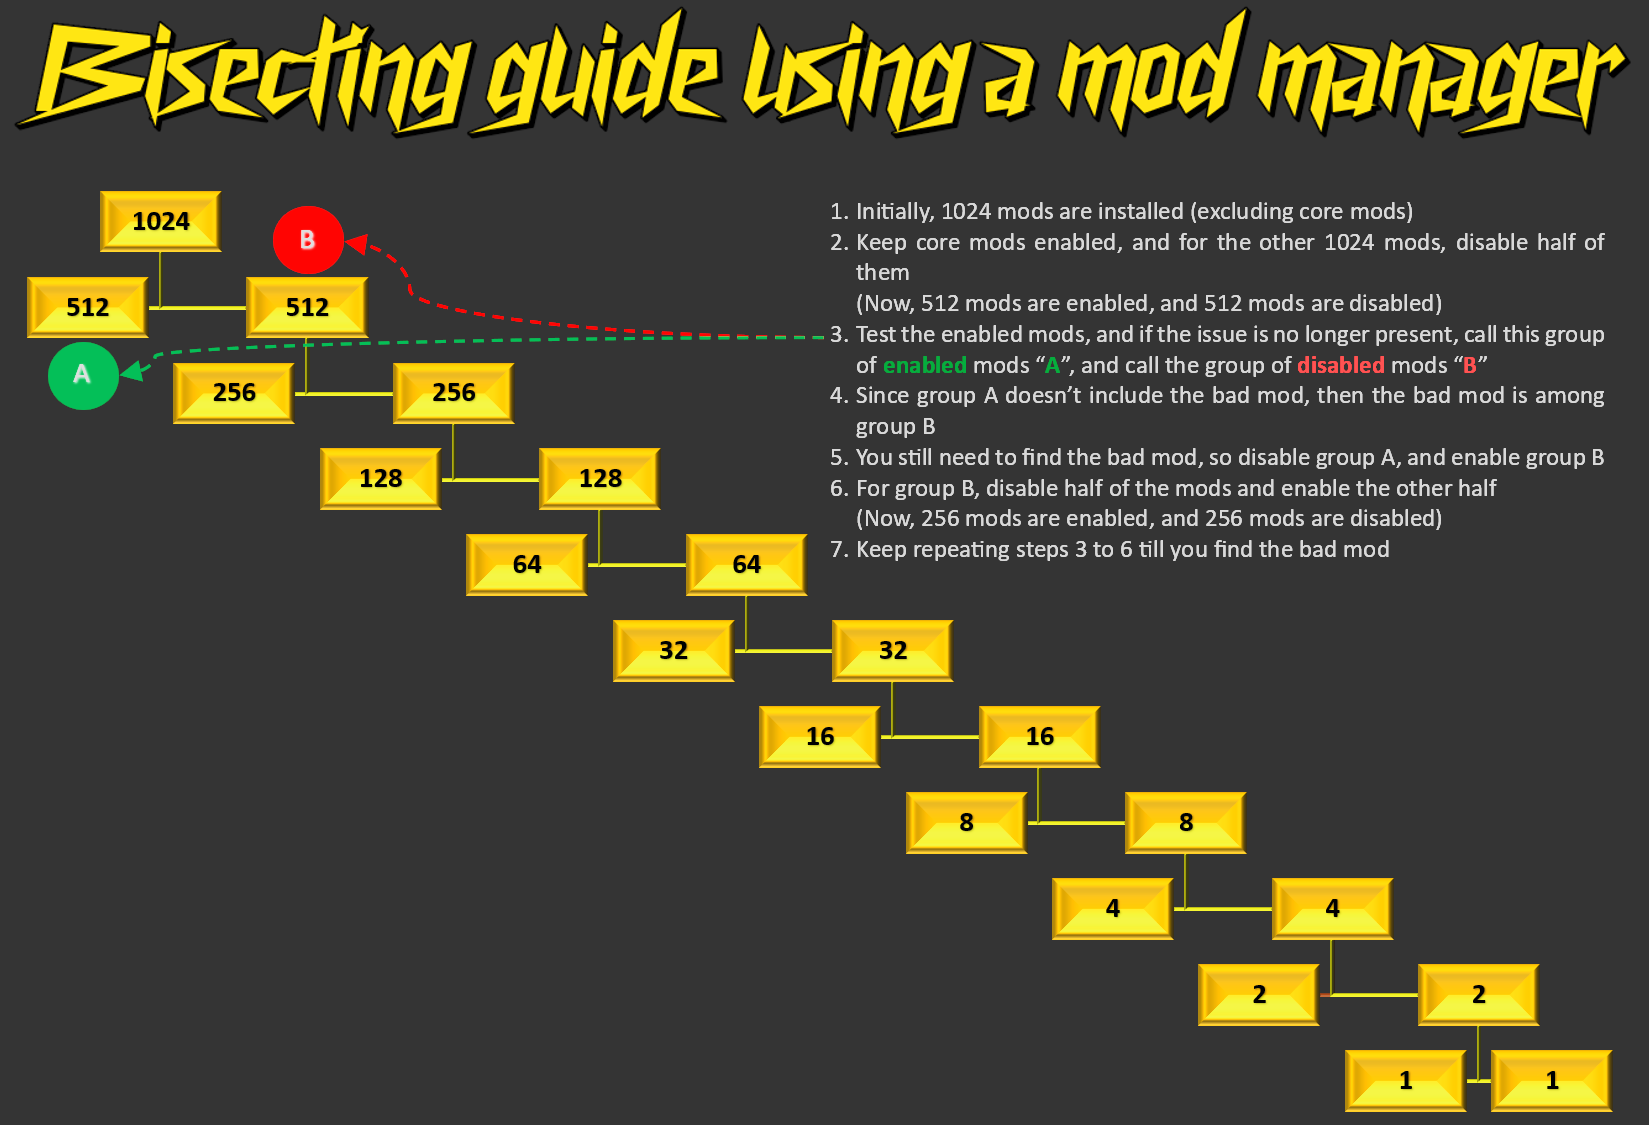 Bisecting guide using a mod manager
1024
B
512
512
A
256
256
128
128
64
64
32
32
16
16
8
8
4
4
2
2
1
1
1. Initially, 1024 mods are installed (excluding core mods)
2. Keep core mods enabled, and for the other 1024 mods, disable half of
them
(Now, 512 mods are enabled, and 512 mods are disabled)
3. Test the enabled mods, and if the issue is no longer present, call this group
of enabled mods “A”, and call the group of disabled mods “B”
4. Since group A doesn’t include the bad mod, then the bad mod is among
group B
5. You still need to find the bad mod, so disable group A, and enable group B
6. For group B, disable half of the mods and enable the other half
(Now, 256 mods are enabled, and 256 mods are disabled)
7. Keep repeating steps 3 to 6 till you find the bad mod